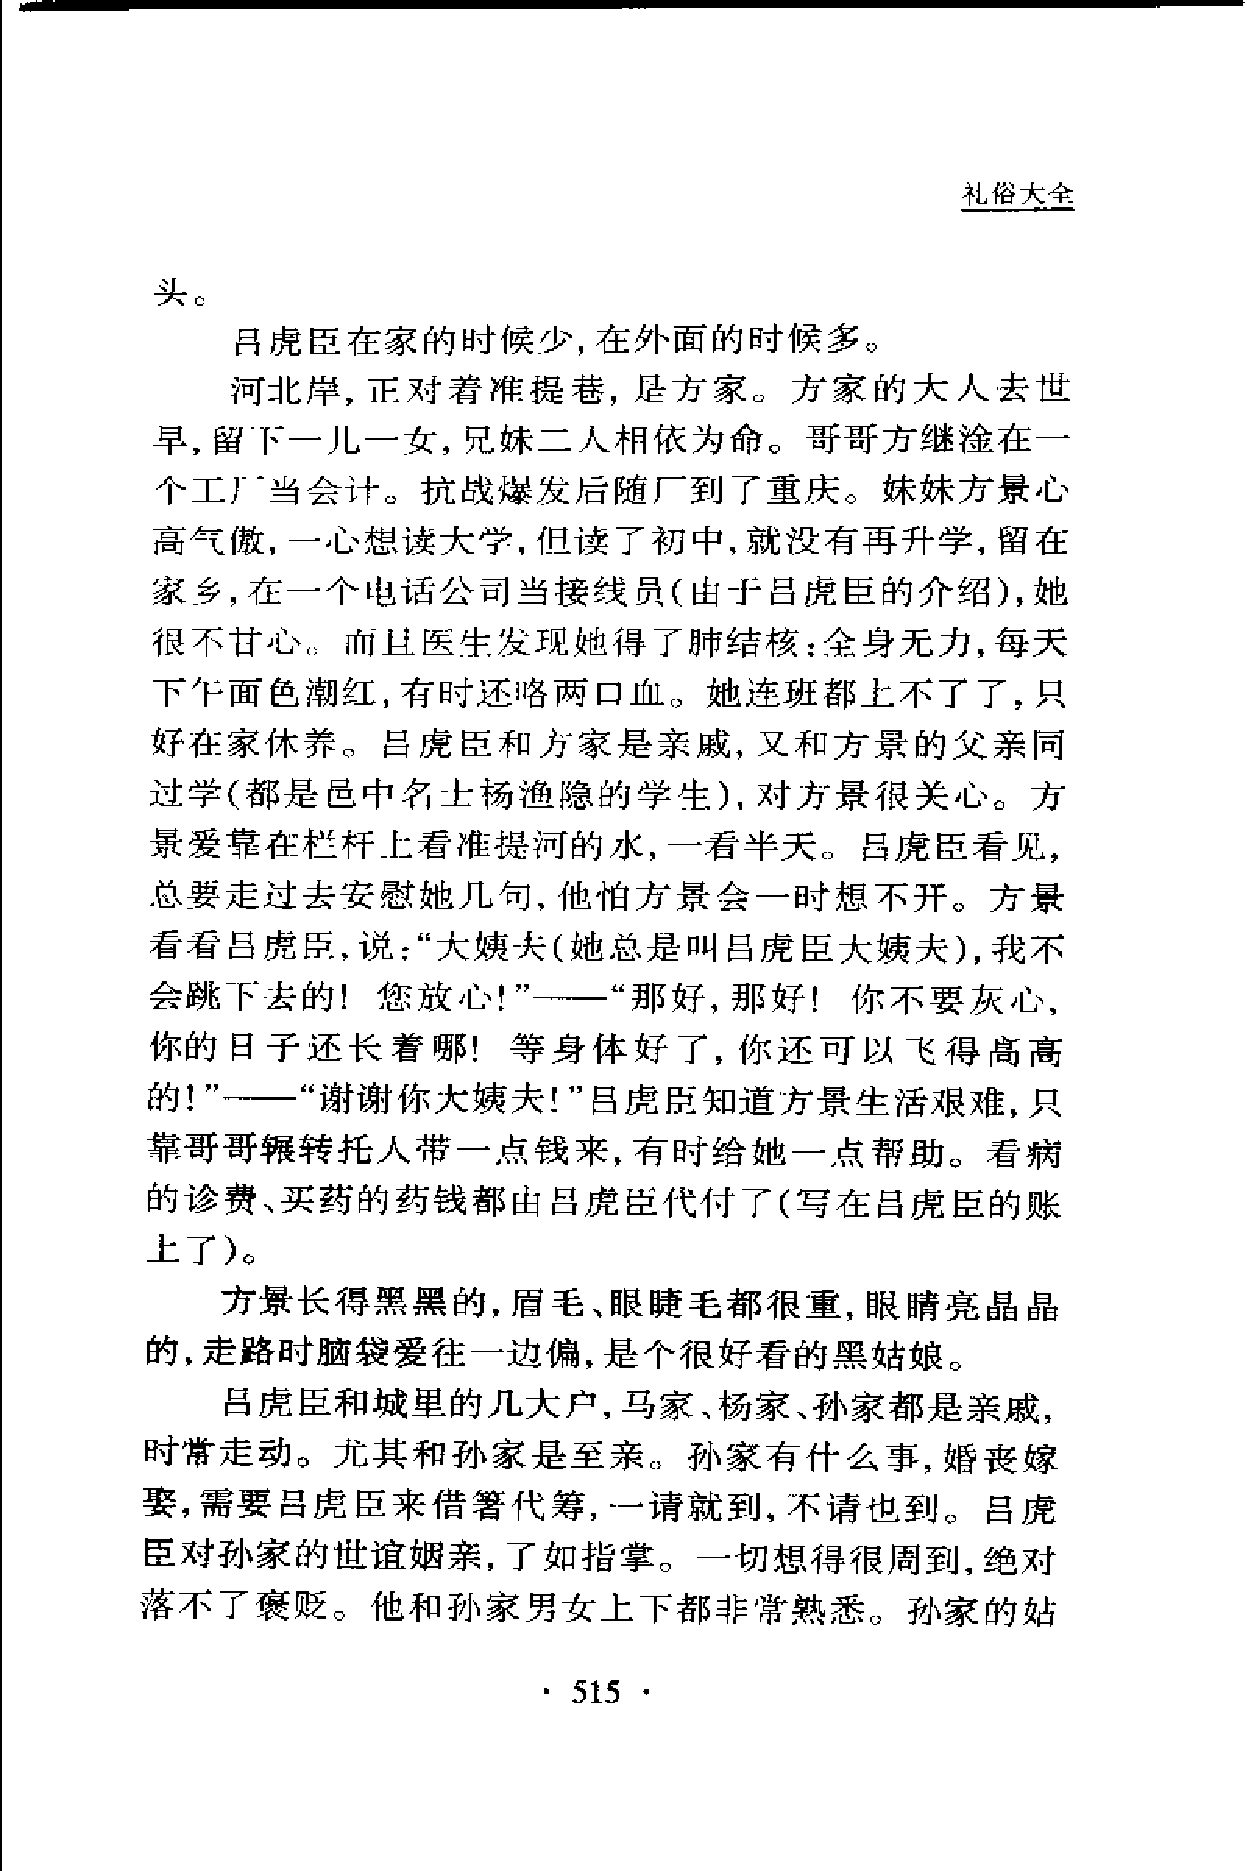 礼俗大全
头。
吕虎臣在家的时候少,在外面的时候多。
河北岸,正对着准提巷,是方家。方家的大人去世
早,留下一儿一女,兄妹二人相依为命。哥哥方继淦在一
个工厂当会计。抗战爆发后随厂到了重庆。妹妹方景心
高气傲,一心想读大学,但读了初中,就没有再升学,留在
家乡,在一个电话公司当接线员(由于吕虎臣的介绍),她
很不甘心。而且医生发现她得了肺结核:全身无力,每天
下午面色潮红,有时还咯两口血。她连班都上不了了,只
好在家休养。吕虎臣和方家是亲戚,又和方景的父亲同
过学(都是邑中名士杨渔隐的学生),对方景很关心。方
景爱靠在栏杆上看准提河的水,一看半天。吕虎臣看见,
总要走过去安慰她几句,他怕方景会一时想不开。方景
看看吕虎臣,说:“大姨夫(她总是叫吕虎臣大姨夫),我不
会跳下去的!您放心!”——“那好,那好!你不要灰心,
你的日子还长着哪!等身体好了,你还可以飞得高高
的!”——“谢谢你大姨夫!”吕虎臣知道方景生活艰难,只
靠哥哥辗转托人带一点钱来,有时给她一点帮助。看病
的诊费、买药的药钱都由吕虎臣代付了(写在吕虎臣的账
上了)。
方景长得黑黑的,眉毛、眼睫毛都很重,眼睛亮晶晶
的,走路时脑袋爱往一边偏,是个很好看的黑姑娘。
吕虎臣和城里的几大户,马家、杨家、孙家都是亲戚,
时常走动。尤其和孙家是至亲。孙家有什么事,婚丧嫁
娶,需要吕虎臣来借箸代筹,一请就到,不请也到。吕虎
臣对孙家的世谊姻亲,了如指掌。一切想得很周到,绝对
落不了褒贬。他和孙家男女上下都非常熟悉。孙家的姑
· 515 ·